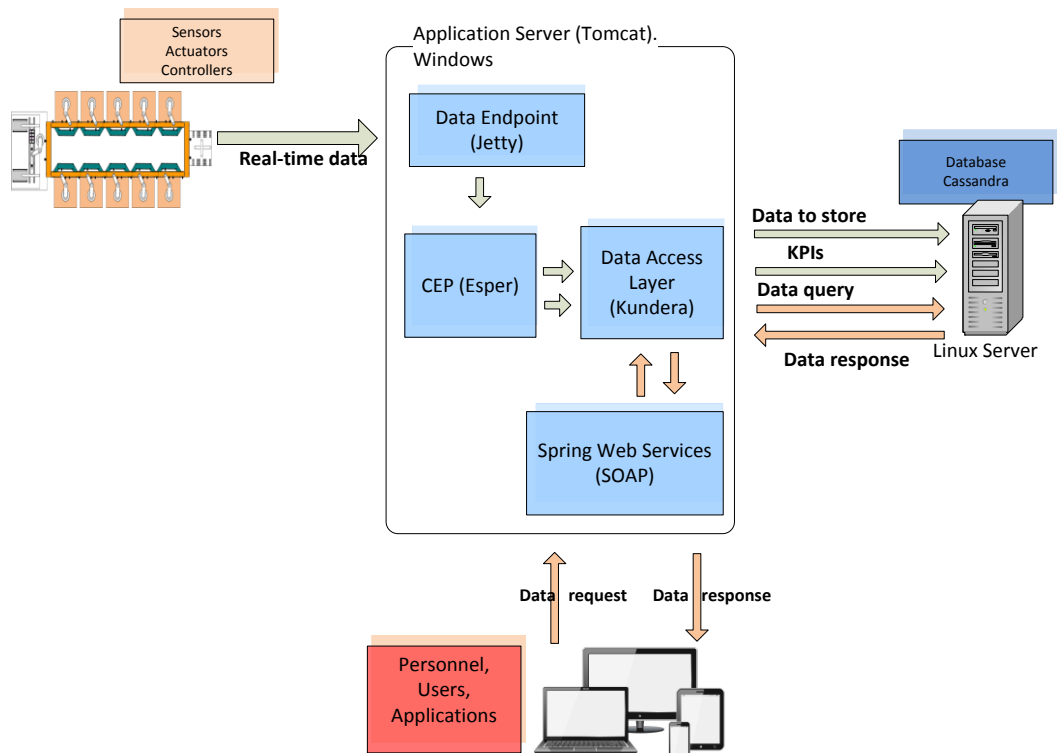 Sensors
Actuators
Controllers
Application Server (Tomcat).
Windows
Data Endpoint
(Jetty)
Real-time data
Database
Cassandra
CEP (Esper)
Data Access
Layer
(Kundera)
Data to store
KPIs
Data query
Data response
Linux Server
Spring Web Services
(SOAP)
Data request
Data response
Personnel,
Users,
Applications